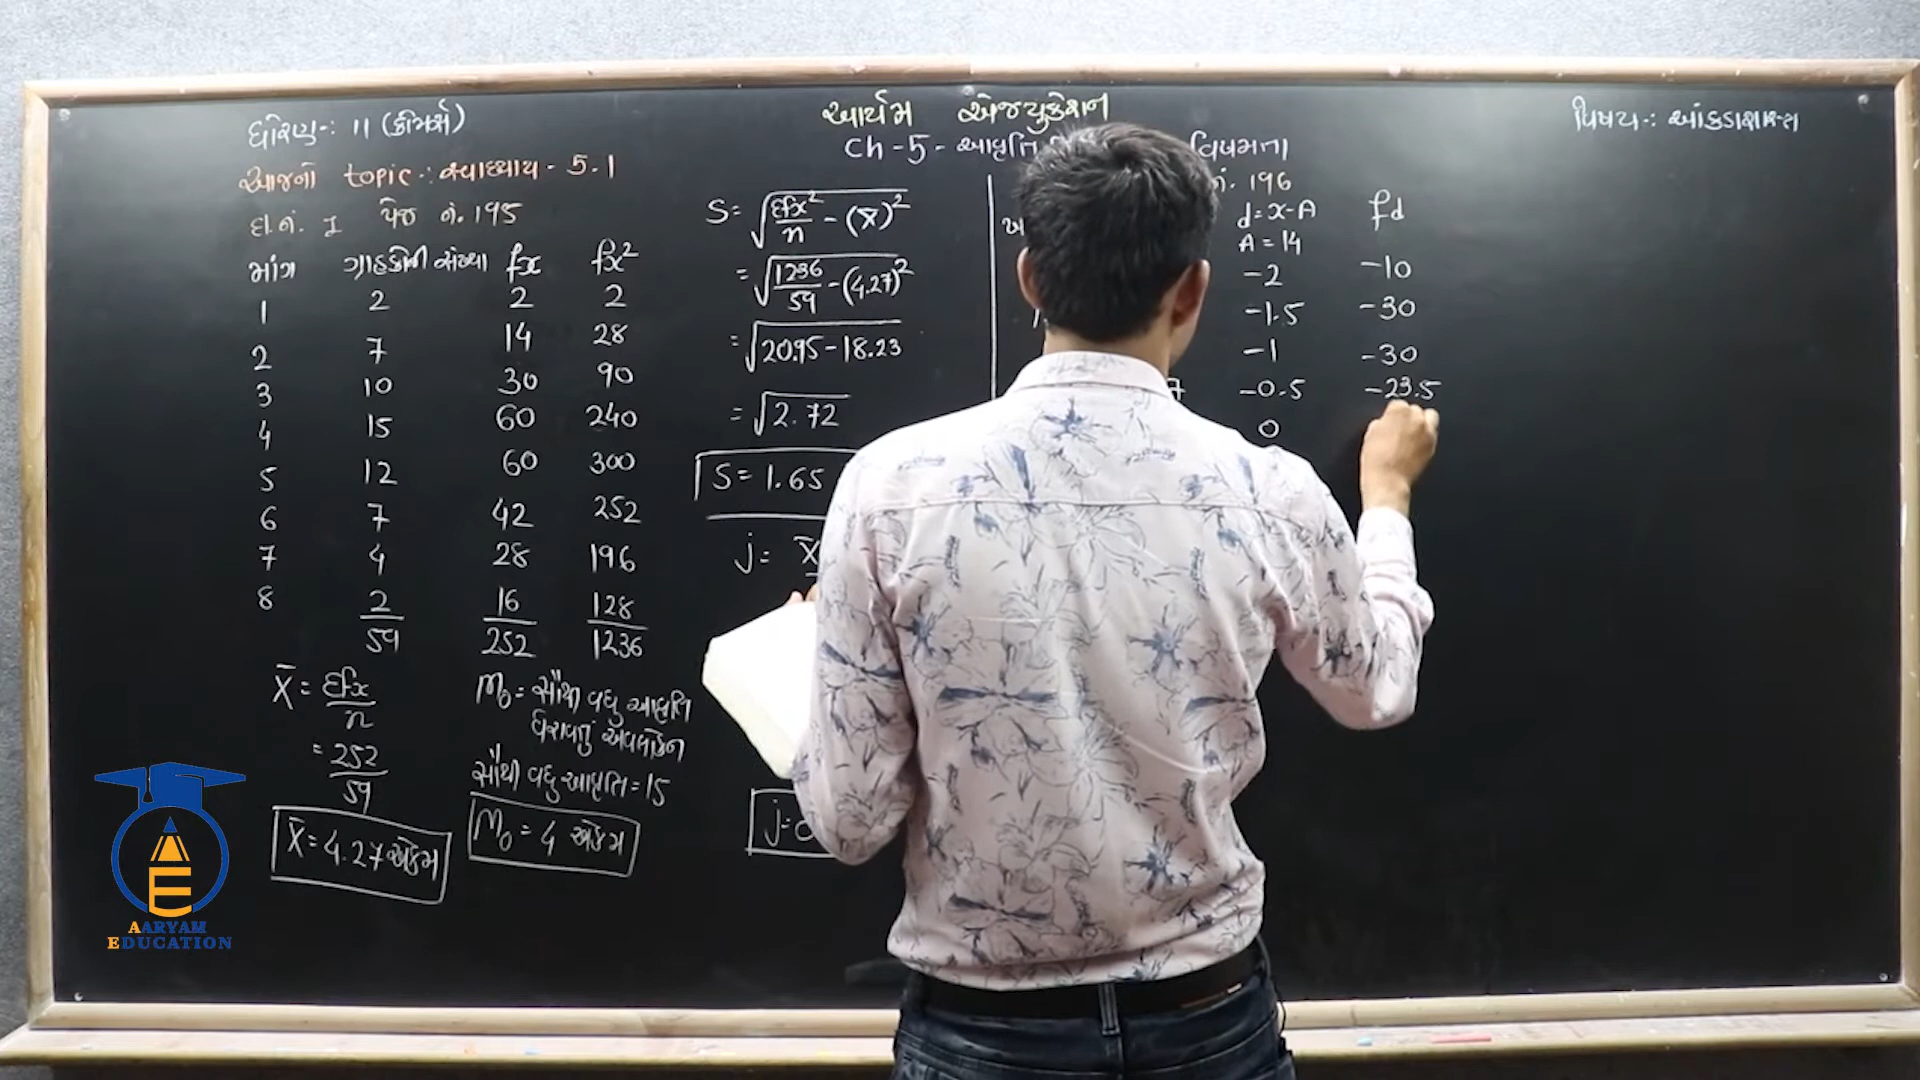 ધોરણ-: 11 (કોમર્સ)
આર્યમ એજ્યુકેશન
વિષય-: આંકડાશાસ્ત્ર
Ch-5- આવૃત્તિ
વિષમતા
આજનો topic-: સ્વાધ્યાય - 5.1
દા.નં. 1 પેજ નં. 195
માંગ ગ્રાહકોની સંખ્યા fx fx²
1 2 2 2
2 7 14 28
3 10 30 90
4 15 60 240
5 12 60 300
6 7 42 252
7 4 28 196
8 2 16 128
59 252 1236
x̄ = Σfx/n
= 252/59
x̄ = 4.27 એકમ
M₀ = સૌથી વધુ આવૃત્તિ
ધરાવતું અવલોકન
સૌથી વધુ આવૃત્તિ = 15
M₀ = 4 એકમ
S = √(Σfx²/n - (x̄)²)
= √(1236/59 - (4.27)²)
= √(20.95 - 18.23)
= √2.72
S = 1.65
j = x̄
j = 0
નં. 196
d = x-A fd
A = 14
-2 -10
-1.5 -30
-1 -30
7 -0.5 -23.5
0
AARYAM
EDUCATION